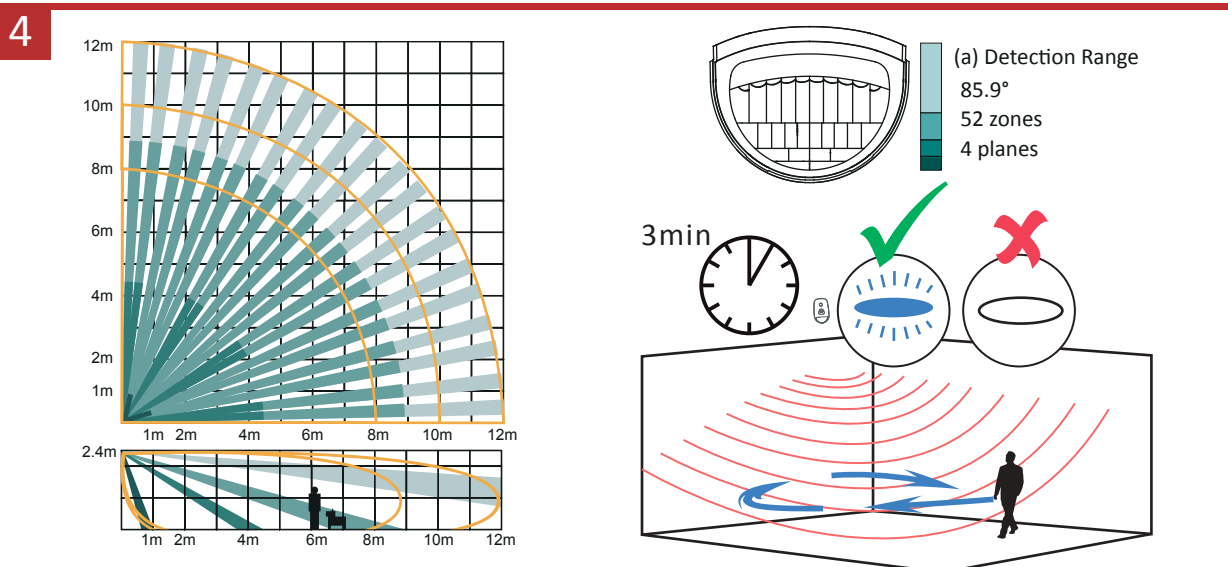 4
12m
10m
8m
6m
4m
2m
1m
1m 2m 4m 6m 8m 10m 12m
2.4m
1m 2m 4m 6m 8m 10m 12m
(a) Detection Range
85.9°
52 zones
4 planes
3min